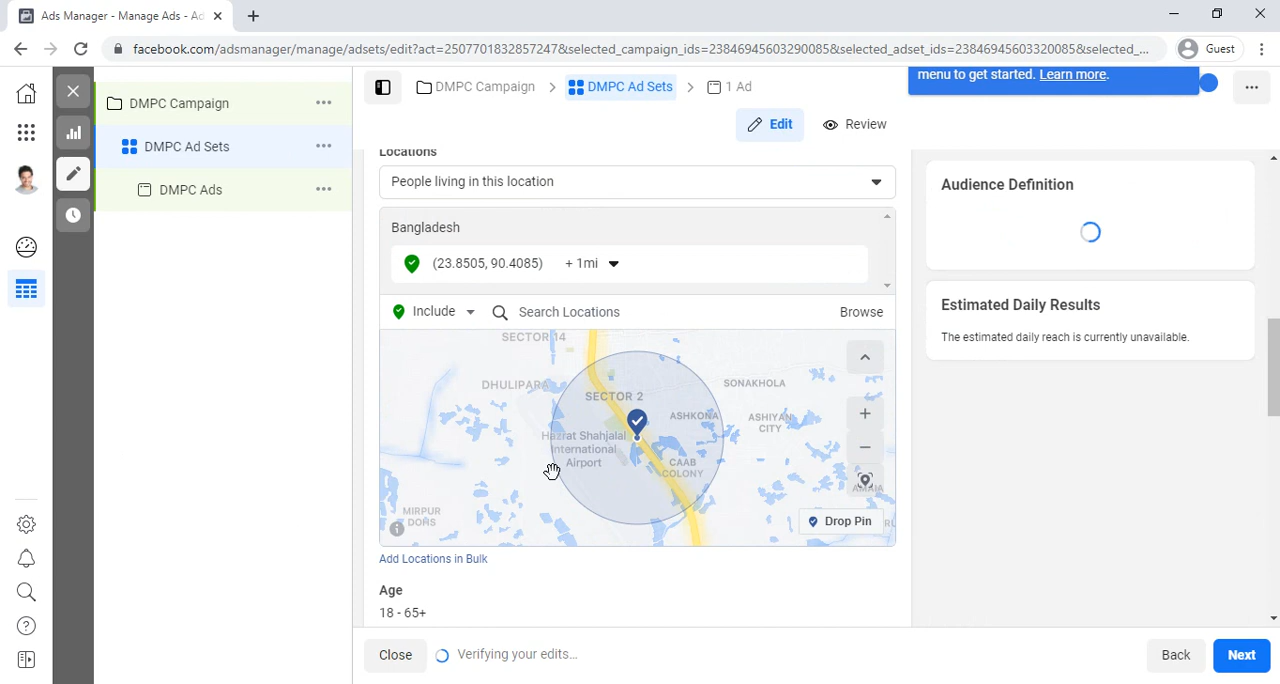 Ads Manager - Manage Ads - Ad
Guest
facebook.com/adsmanager/manage/adsets/edit?act=2507701832857247&selected_campaign_ids=23846945603290085&selected_adset_ids=23846945603320085&selected_...
menu to get started. Learn more.
DMPC Campaign
DMPC Ad Sets
DMPC Ads
DMPC Campaign > DMPC Ad Sets > 1 Ad
Edit
Review
Locations
People living in this location
Bangladesh
(23.8505, 90.4085) + 1mi
Include
Search Locations
Browse
SECTOR 14
DHULIPARA
SONAKHOLA
SECTOR 2
ASHKONA
ASHIYAN
CITY
Hazrat Shahjalal
International
Airport
CAAB
COLONY
MIRPUR
DOHS
Drop Pin
Add Locations in Bulk
Age
18 - 65+
Audience Definition
Estimated Daily Results
The estimated daily reach is currently unavailable.
Close
Verifying your edits...
Back
Next